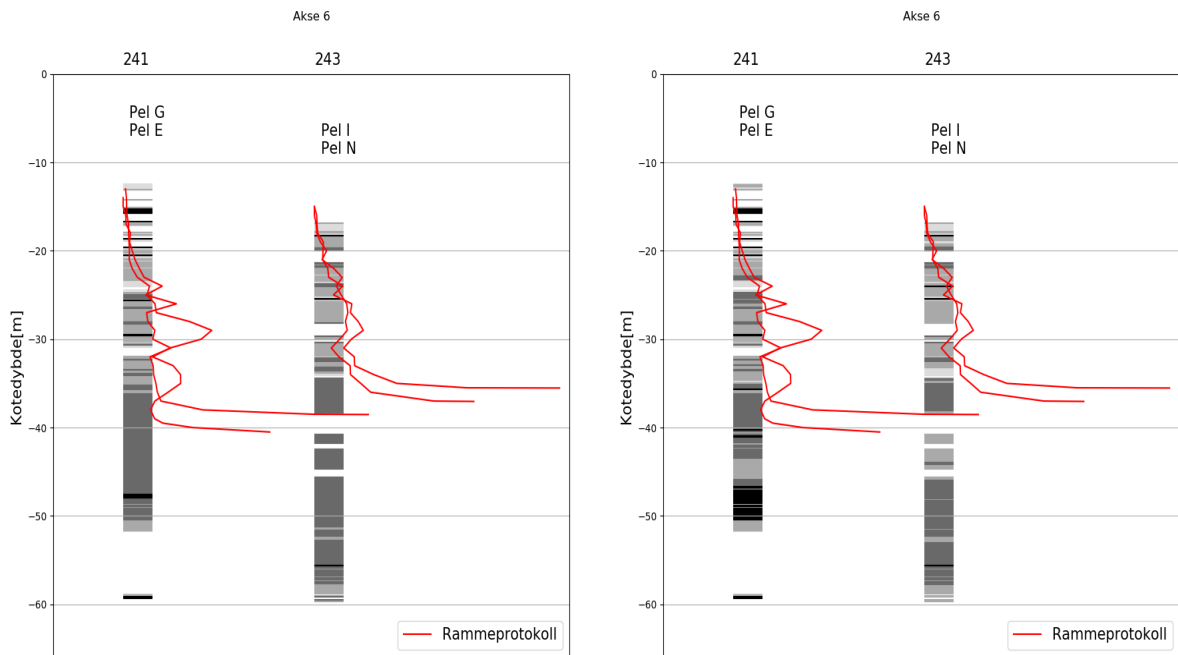 Akse 6
241 243
0
Pel G
Pel E
Pel I
Pel N
−10
−20
−30
−40
−50
−60
Kotedybde[m]
Rammeprotokoll
Akse 6
241 243
0
Pel G
Pel E
Pel I
Pel N
−10
−20
−30
−40
−50
−60
Kotedybde[m]
Rammeprotokoll